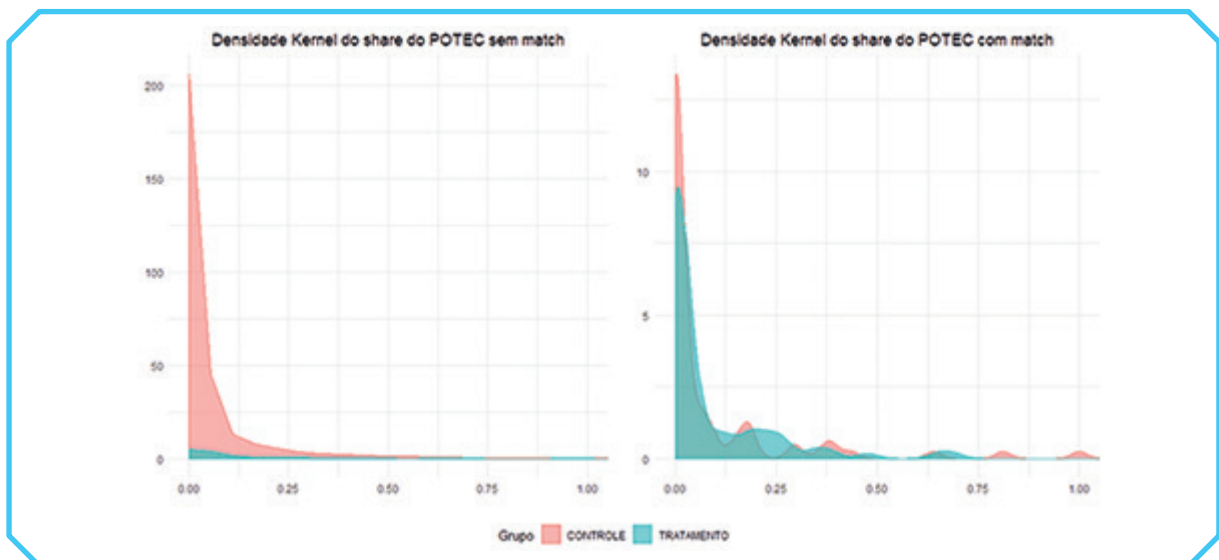 Densidade Kernel do share do POTEC sem match
200
150
100
50
0
0.00 0.25 0.50 0.75 1.00
Densidade Kernel do share do POTEC com match
10
5
0
0.00 0.25 0.50 0.75 1.00
Grupo CONTROLE TRATAMENTO